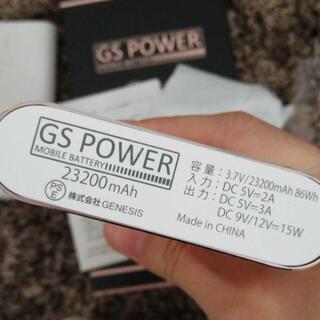 GS POWER
MOBILE BATTERY
GS POWER
MOBILE BATTERY
23200mAh
PSE
株式会社GENESIS
容量：3.7V/23200mAh 86Wh
入力：DC 5V=2A
出力：DC 5V=3A
DC 9V/12V=15W
Made in CHINA